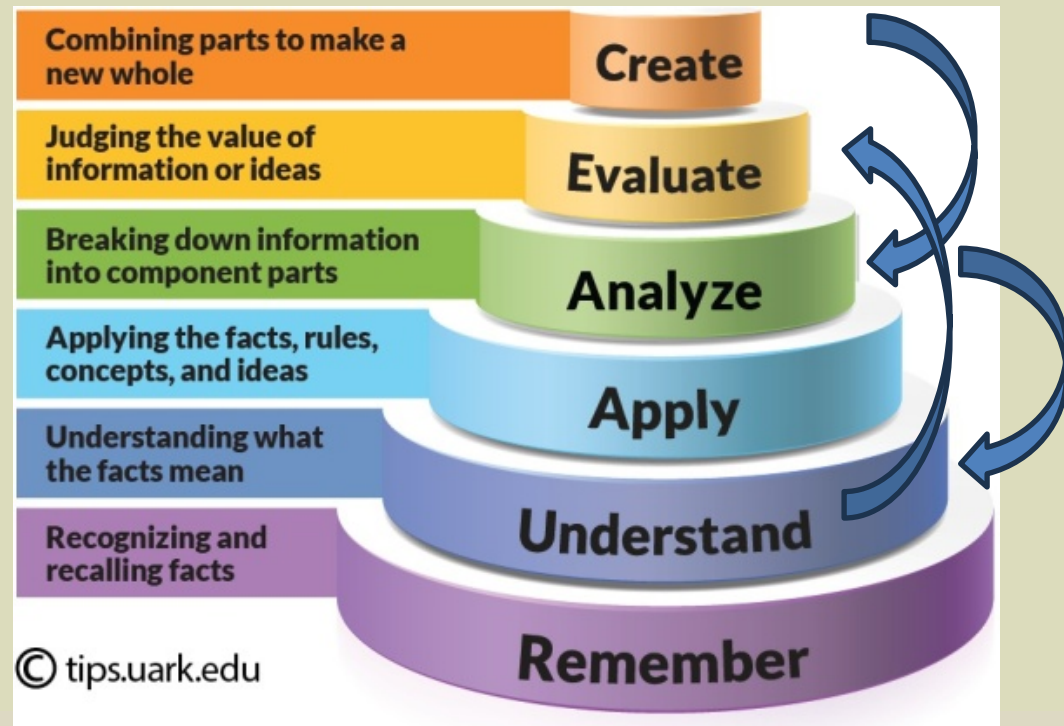 Combining parts to make a
new whole
Create
Judging the value of
information or ideas
Evaluate
Breaking down information
into component parts
Analyze
Applying the facts, rules,
concepts, and ideas
Apply
Understanding what
the facts mean
Understand
Recognizing and
recalling facts
Remember
© tips.uark.edu